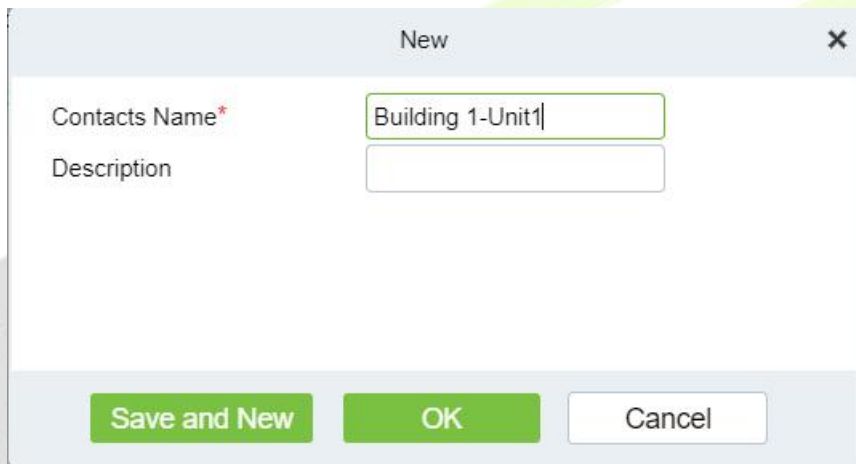 New
Contacts Name* Building 1-Unit1
Description
Save and New OK Cancel